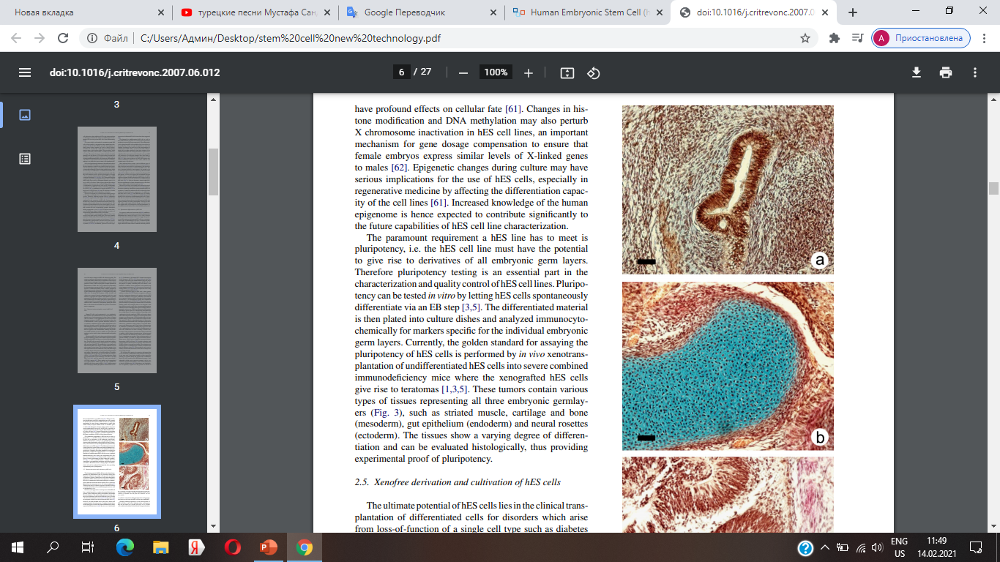 Новая вкладка
турецкие песни Мустафа Сан
Google Переводчик
Human Embryonic Stem Cell (h
doi:10.1016/j.critrevonc.2007.0
Файл
C:/Users/Админ/Desktop/stem%20cell%20new%20technology.pdf
A
Приостановлена
doi:10.1016/j.critrevonc.2007.06.012
6 / 27
100%
3
4
5
6
have profound effects on cellular fate [61]. Changes in his-
tone modification and DNA methylation may also perturb
X chromosome inactivation in hES cell lines, an important
mechanism for gene dosage compensation to ensure that
female embryos express similar levels of X-linked genes
to males [62]. Epigenetic changes during culture may have
serious implications for the use of hES cells, especially in
regenerative medicine by affecting the differentiation capac-
ity of the cell lines [61]. Increased knowledge of the human
epigenome is hence expected to contribute significantly to
the future capabilities of hES cell line characterization.
The paramount requirement a hES line has to meet is
pluripotency, i.e. the hES cell line must have the potential
to give rise to derivatives of all embryonic germ layers.
Therefore pluripotency testing is an essential part in the
characterization and quality control of hES cell lines. Pluripo-
tency can be tested in vitro by letting hES cells spontaneously
differentiate via an EB step [3,5]. The differentiated material
is then plated into culture dishes and analyzed immunocyto-
chemically for markers specific for the individual embryonic
germ layers. Currently, the golden standard for assaying the
pluripotency of hES cells is performed by in vivo xenotrans-
plantation of undifferentiated hES cells into severe combined
immunodeficiency mice where the xenografted hES cells
give rise to teratomas [1,3,5]. These tumors contain various
types of tissues representing all three embryonic germlay-
ers (Fig. 3), such as striated muscle, cartilage and bone
(mesoderm), gut epithelium (endoderm) and neural rosettes
(ectoderm). The tissues show a varying degree of differen-
tiation and can be evaluated histologically, thus providing
experimental proof of pluripotency.
2.5. Xenofree derivation and cultivation of hES cells
The ultimate potential of hES cells lies in the clinical trans-
plantation of differentiated cells for disorders which arise
from loss-of-function of a single cell type such as diabetes
a
b
ENG
US
11:49
14.02.2021